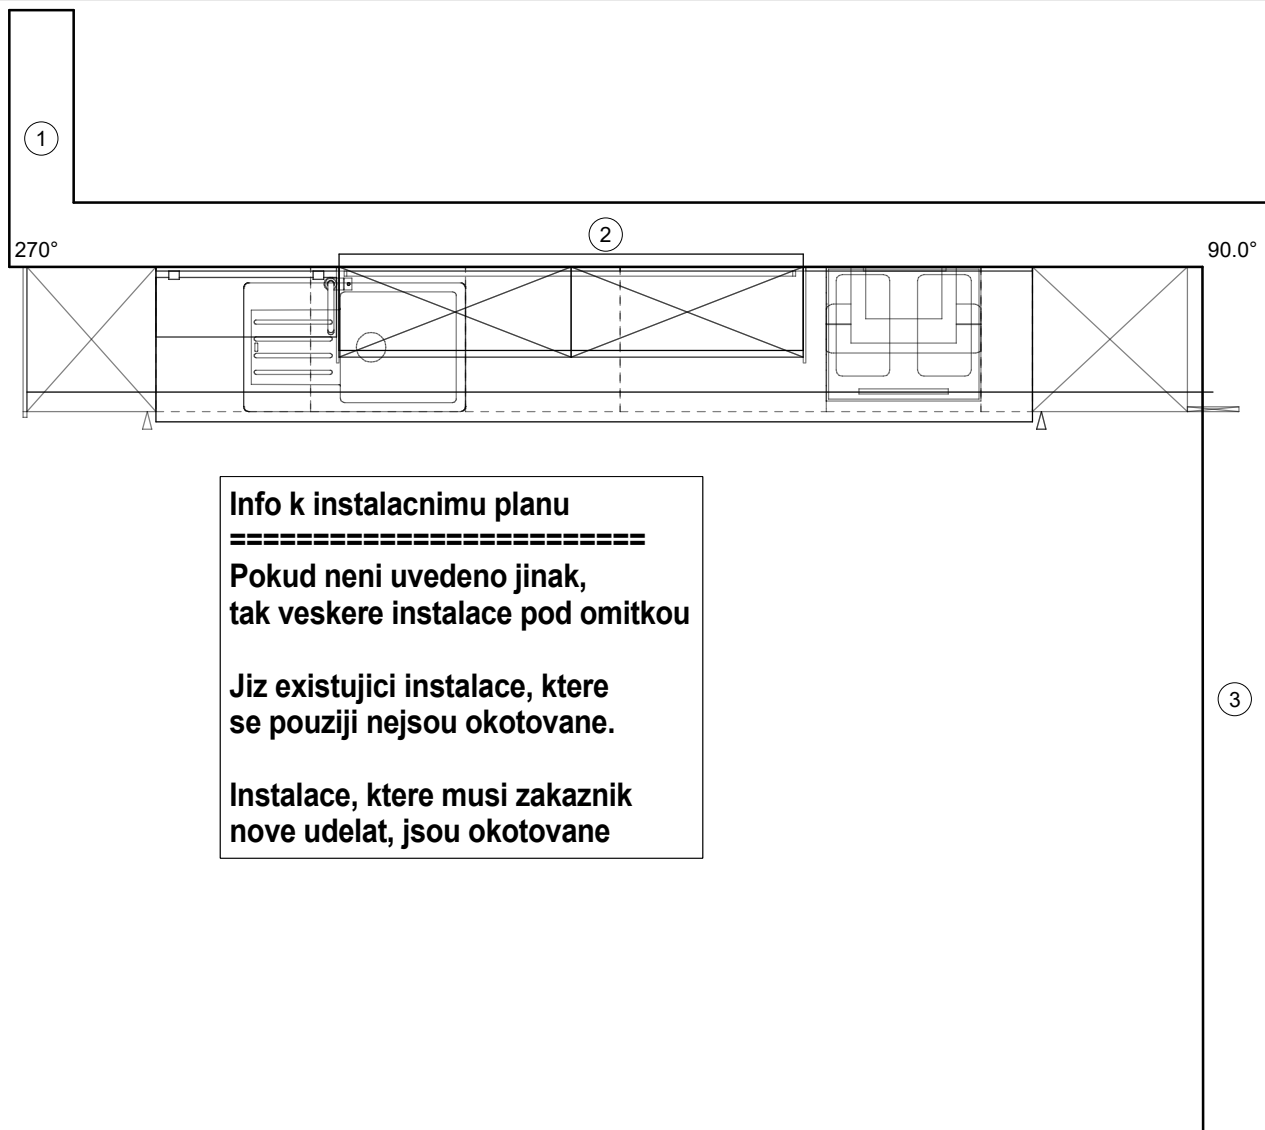 1
2
270°
90.0°
Info k instalacnimu planu
=========================
Pokud neni uvedeno jinak,
tak veskere instalace pod omitkou
Jiz existujici instalace, ktere
se pouziji nejsou okotovane.
3
Instalace, ktere musi zakaznik
nove udelat, jsou okotovane